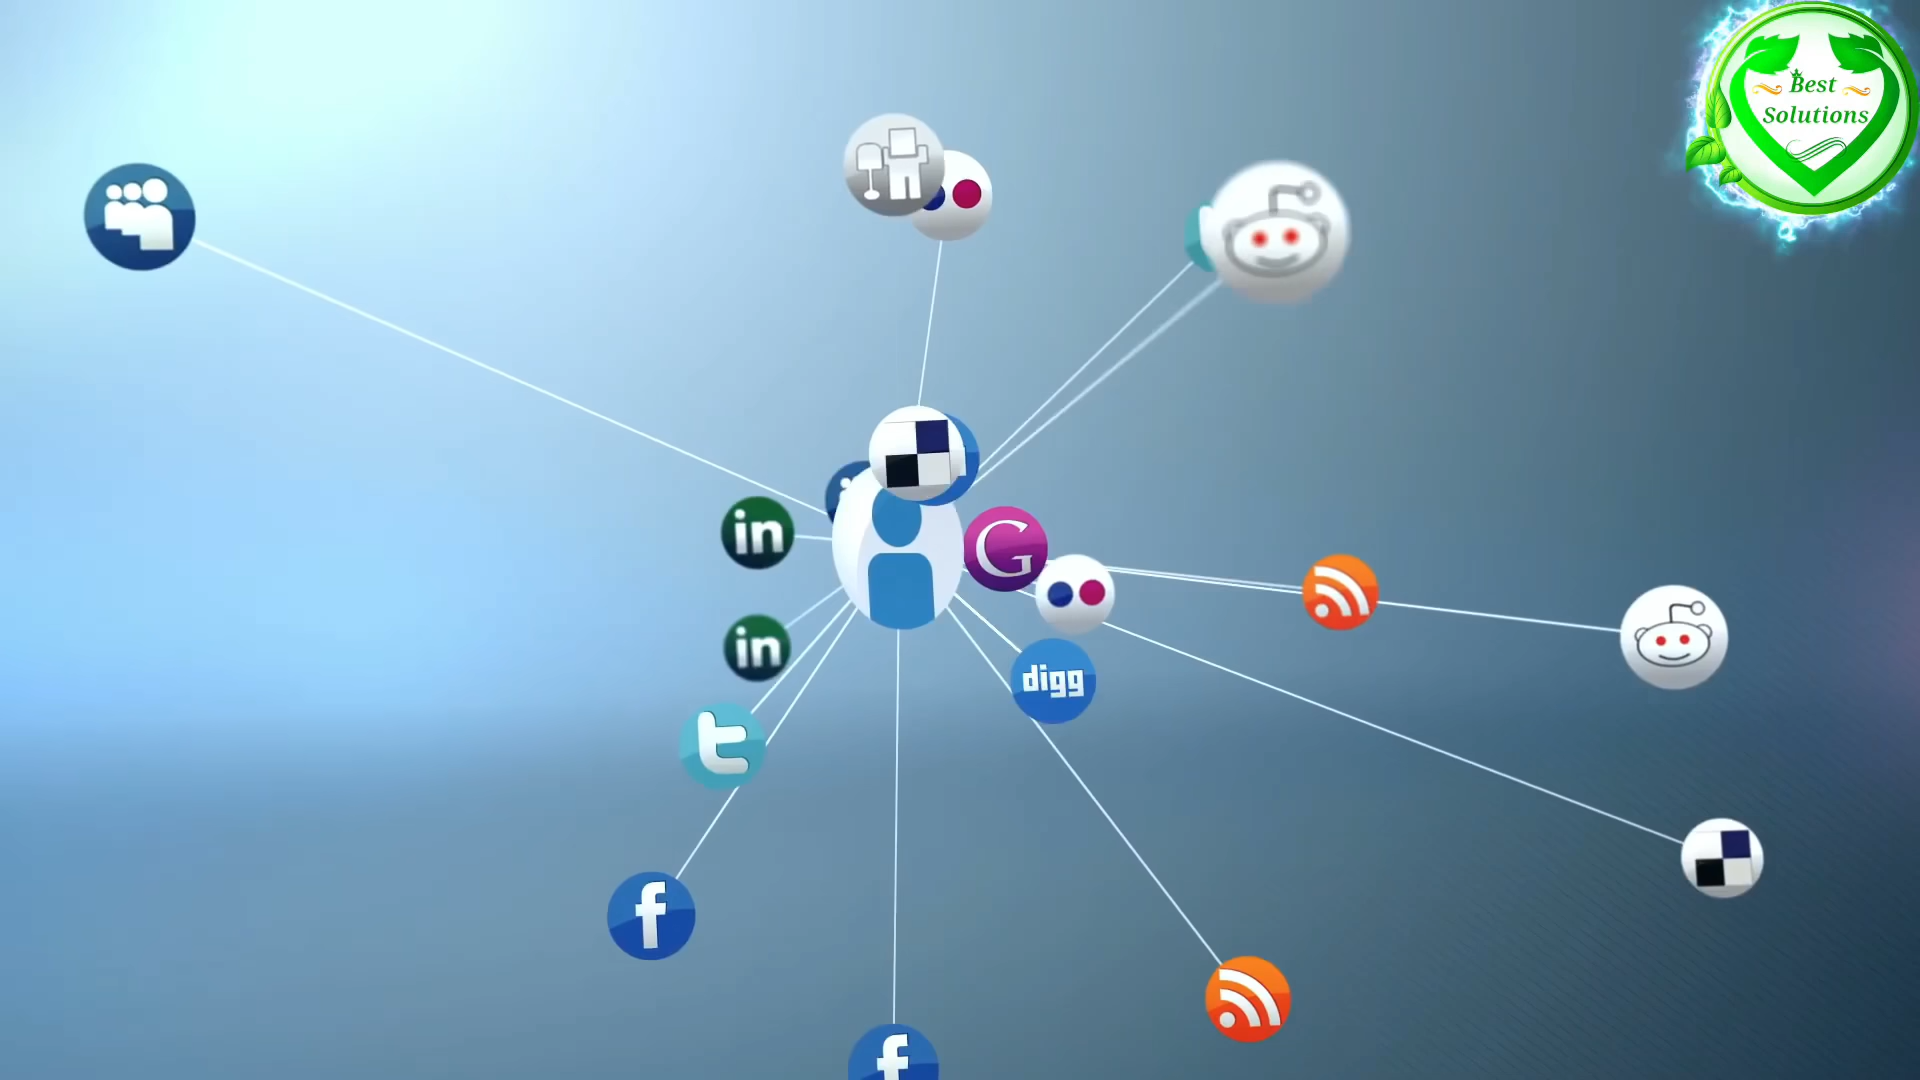 Best
Solutions
in
G
in
digg
t
f
f